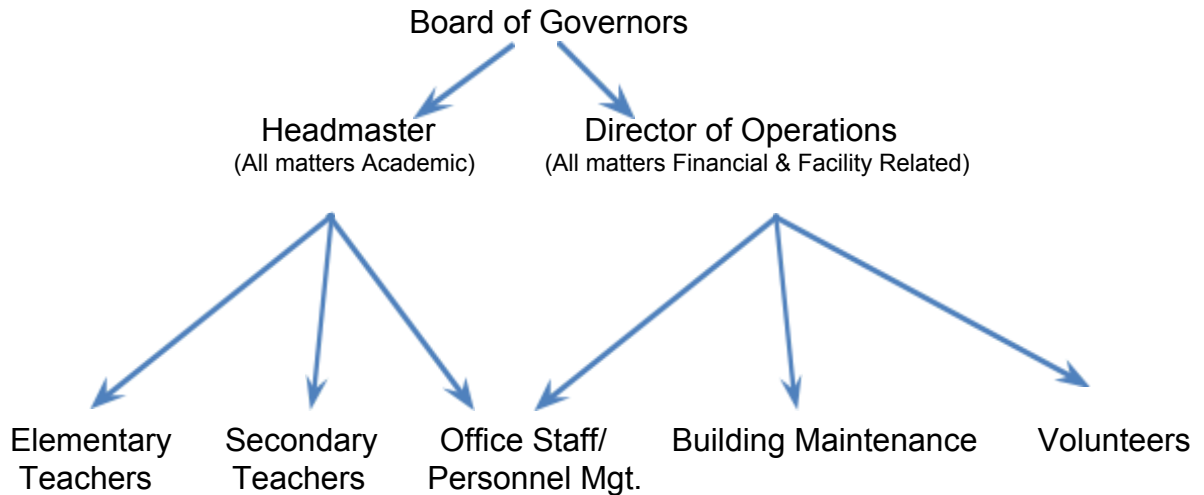 Board of Governors
Headmaster
Director of Operations
(All matters Academic)
(All matters Financial & Facility Related)
Elementary
Teachers
Secondary
Teachers
Office Staff/
Personnel Mgt.
Building Maintenance
Volunteers